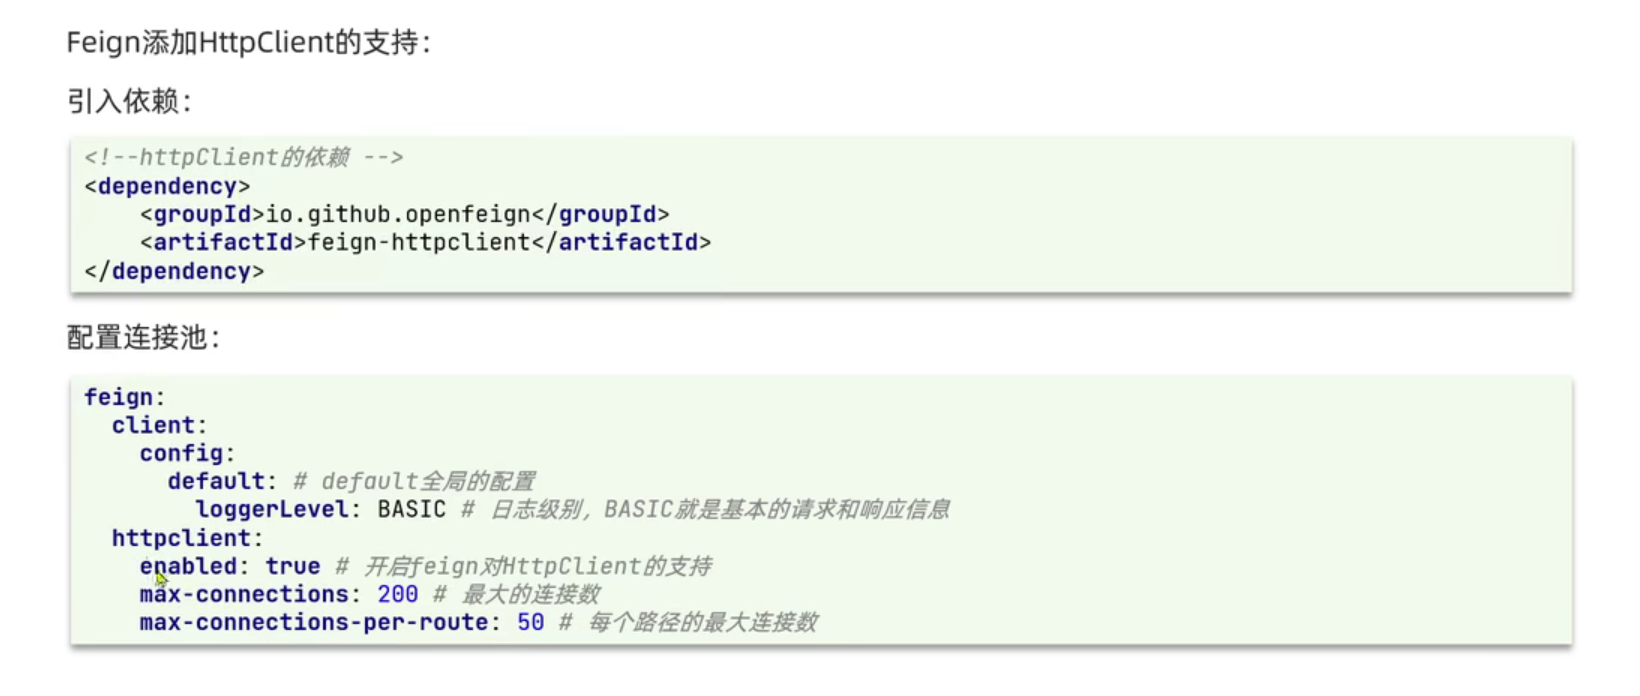 Feign添加HttpClient的支持：
引入依赖：
<!--httpClient的依赖 -->
<dependency>
    <groupId>io.github.openfeign</groupId>
    <artifactId>feign-httpclient</artifactId>
</dependency>
配置连接池：
feign:
  client:
    config:
      default: # default全局的配置
        loggerLevel: BASIC # 日志级别，BASIC就是基本的请求和响应信息
  httpclient:
    enabled: true # 开启feign对HttpClient的支持
    max-connections: 200 # 最大的连接数
    max-connections-per-route: 50 # 每个路径的最大连接数